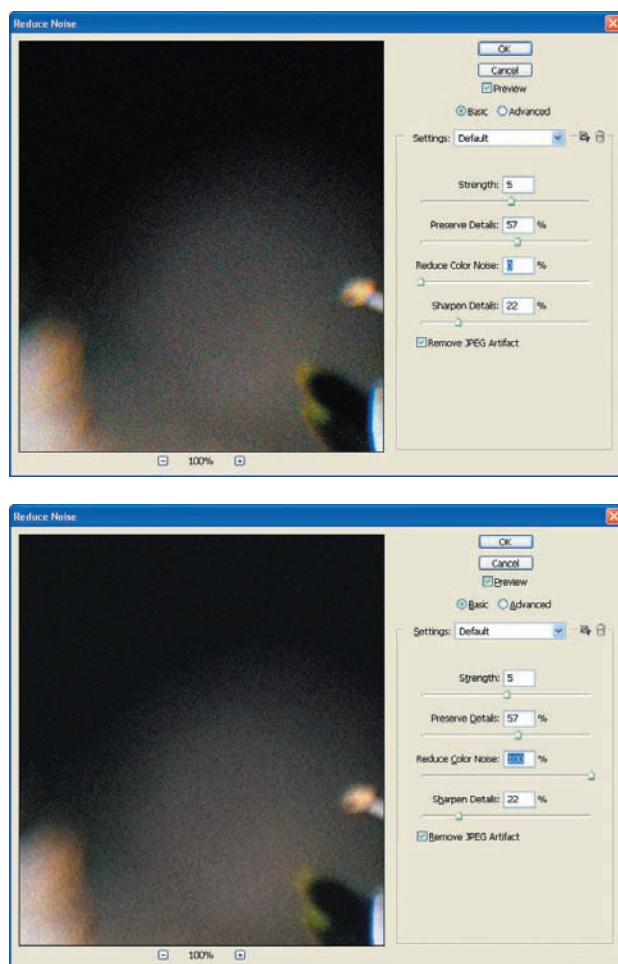 Reduce Noise
OK
Cancel
Preview
Basic Advanced
Settings: Default
Strength: 5
Preserve Details: 57 %
Reduce Color Noise: 0 %
Sharpen Details: 22 %
Remove JPEG Artifact
100%
Reduce Noise
OK
Cancel
Preview
Basic Advanced
Settings: Default
Strength: 5
Preserve Details: 57 %
Reduce Color Noise: 100 %
Sharpen Details: 22 %
Remove JPEG Artifact
100%